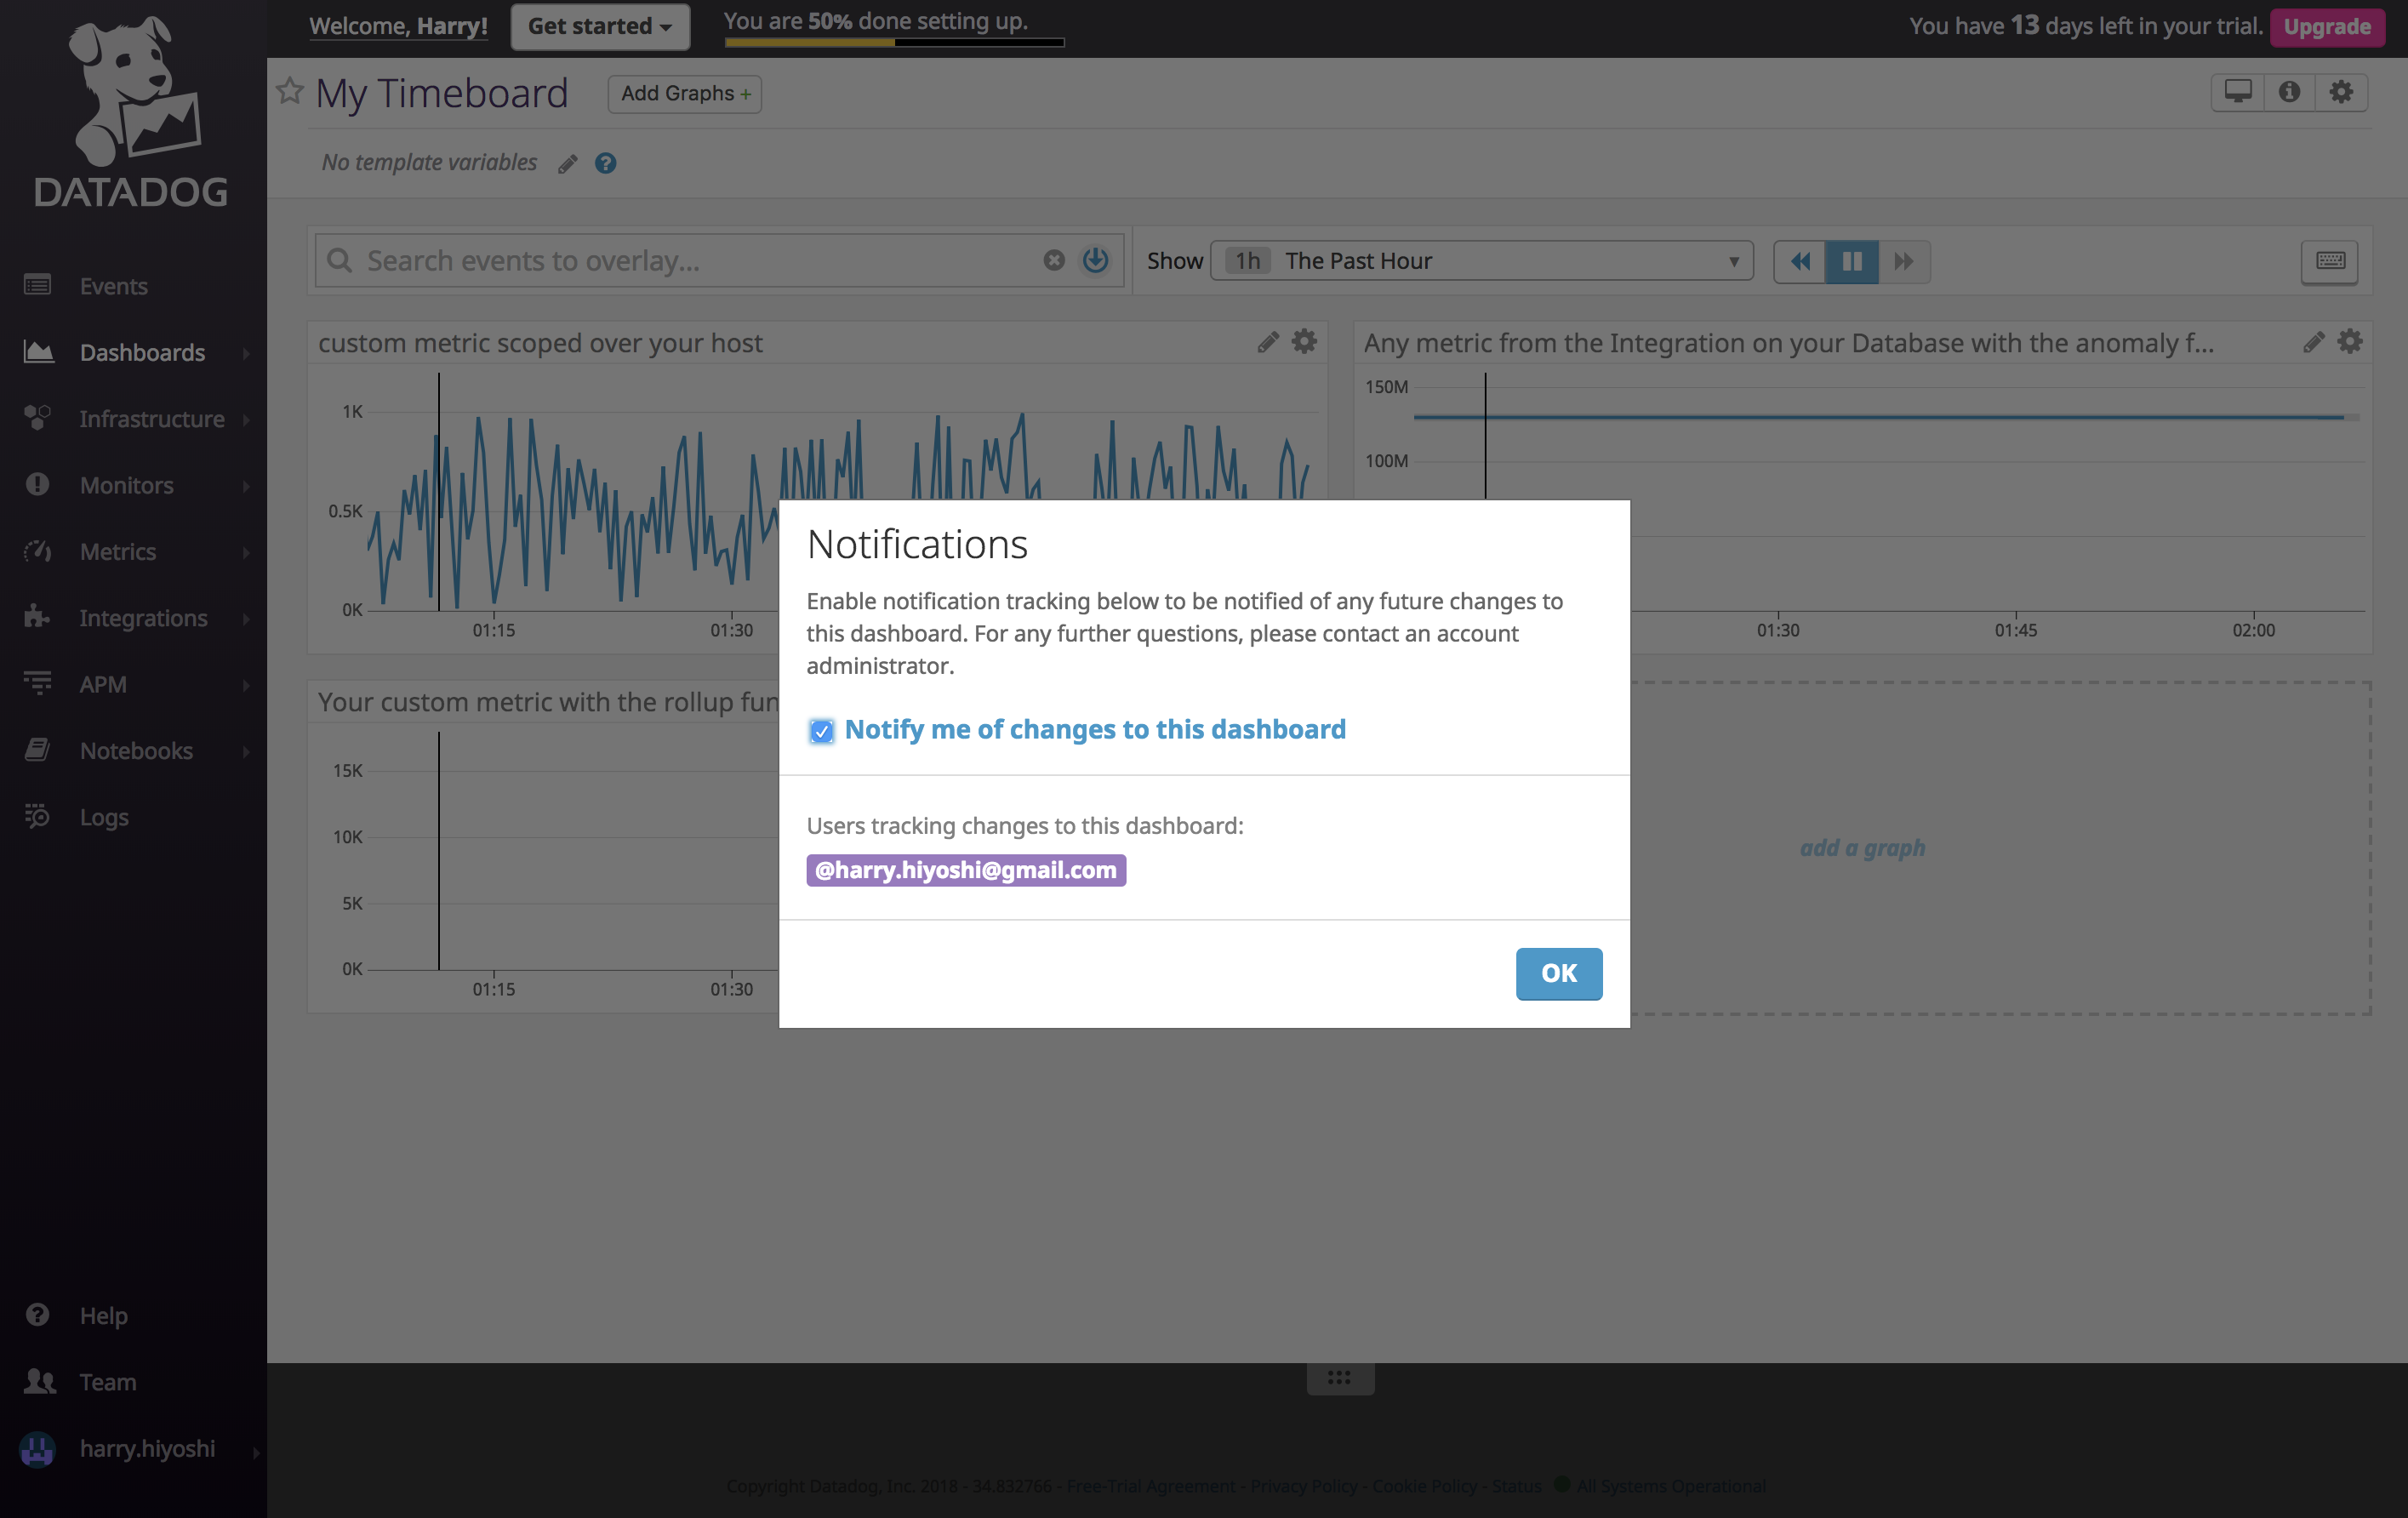 Welcome, Harry!
Get started
You are 50% done setting up.
You have 13 days left in your trial.
Upgrade
DATADOG
Events
Dashboards
Infrastructure
Monitors
Metrics
Integrations
APM
Notebooks
Logs
Help
Team
harry.hiyoshi
My Timeboard
Add Graphs +
No template variables
Search events to overlay...
Show
1h The Past Hour
custom metric scoped over your host
1K
0.5K
0K
01:15
01:30
Any metric from the Integration on your Database with the anomaly f...
150M
100M
01:30
01:45
02:00
Your custom metric with the rollup fun
15K
10K
5K
0K
01:15
01:30
add a graph
Notifications
Enable notification tracking below to be notified of any future changes to
this dashboard. For any further questions, please contact an account
administrator.
Notify me of changes to this dashboard
Users tracking changes to this dashboard:
@harry.hiyoshi@gmail.com
OK
Copyright Datadog, Inc. 2018 - 34.832766 - Free-Trial Agreement - Privacy Policy - Cookie Policy - Status All Systems Operational